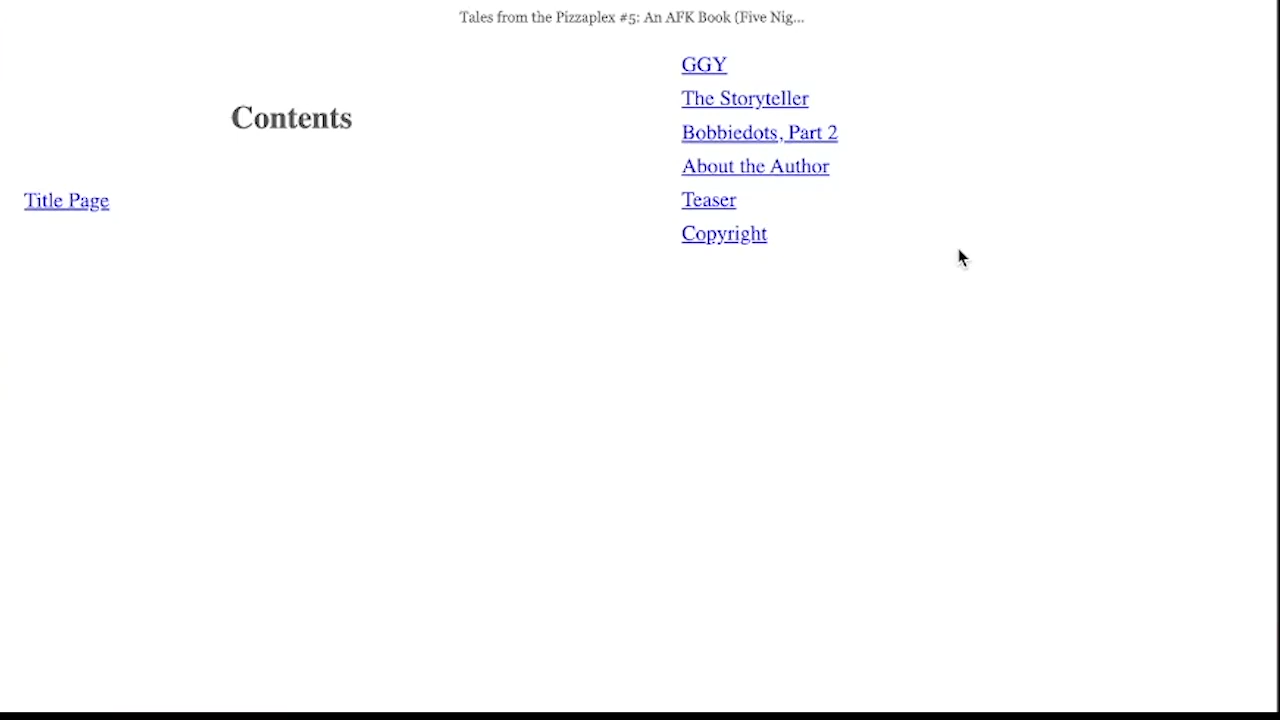 Tales from the Pizzaplex #5: An AFK Book (Five Nig...
Contents
Title Page
GGY
The Storyteller
Bobbiedots, Part 2
About the Author
Teaser
Copyright